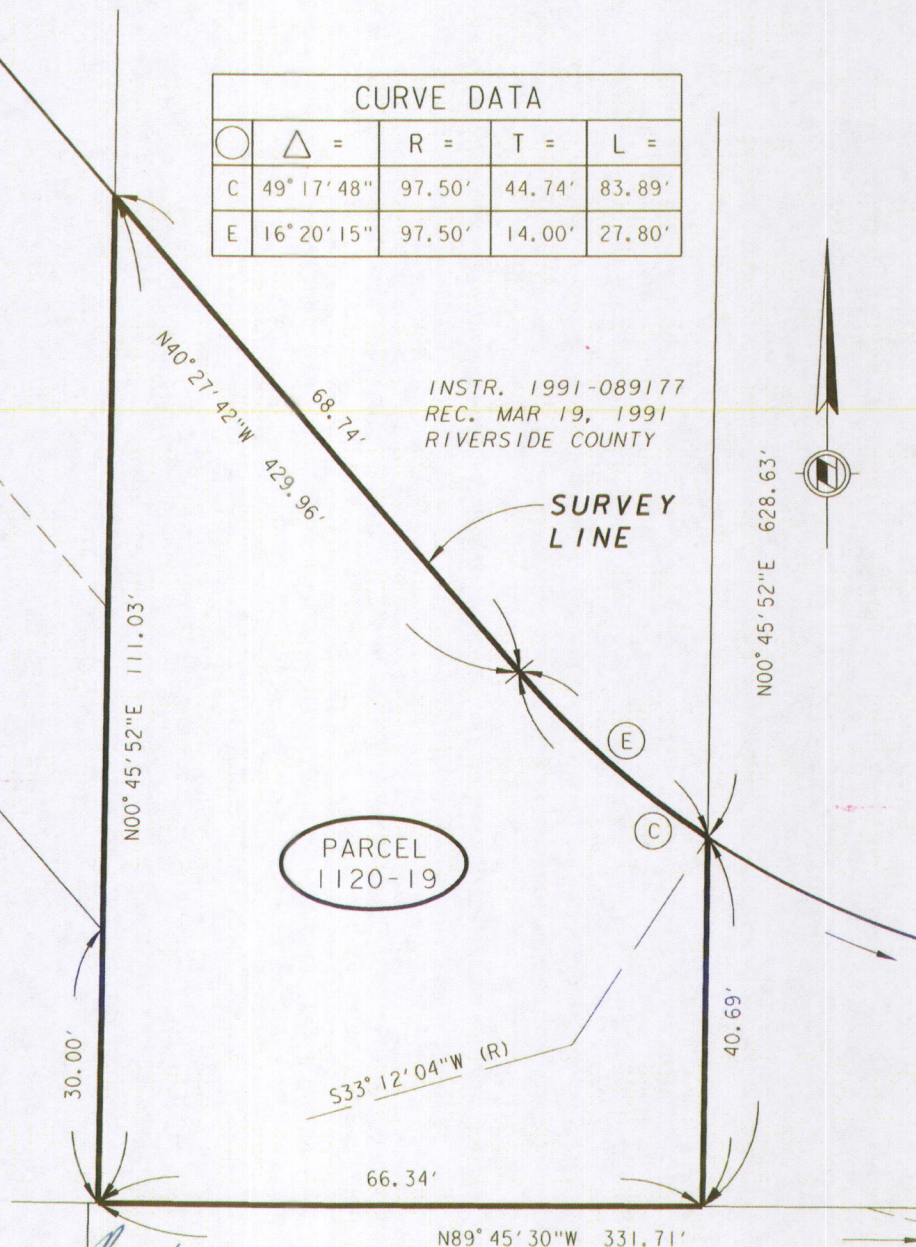 CURVE DATA
△ = R = T = L =
C 49°17'48" 97.50' 44.74' 83.89'
E 16°20'15" 97.50' 14.00' 27.80'
N40°27'42"W 429.96'
68.74'
INSTR. 1991-089177
REC. MAR 19, 1991
RIVERSIDE COUNTY
SURVEY
LINE
N00°45'52"E 628.63'
N00°45'52"E 111.03'
E
C
PARCEL
1120-19
30.00'
40.69'
S33°12'04"W (R)
66.34'
N89°45'30"W 331.71'